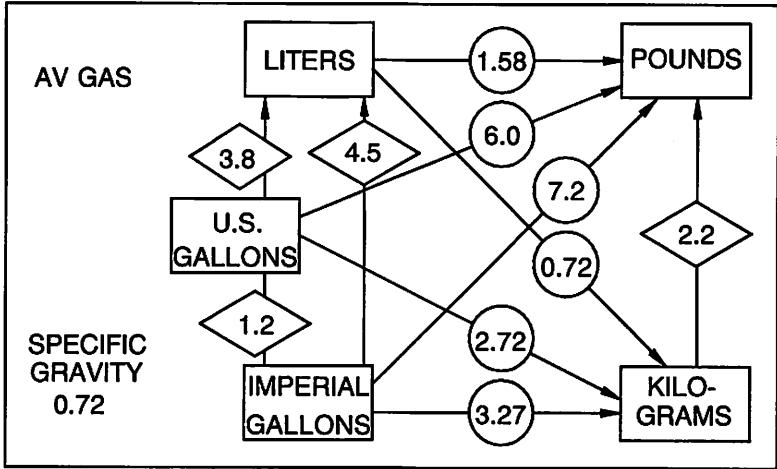 LITERS
1.58
POUNDS
AV GAS
3.8
4.5
6.0
7.2
U.S.
GALLONS
2.2
0.72
1.2
2.72
SPECIFIC
GRAVITY
0.72
IMPERIAL
GALLONS
3.27
KILO-
GRAMS